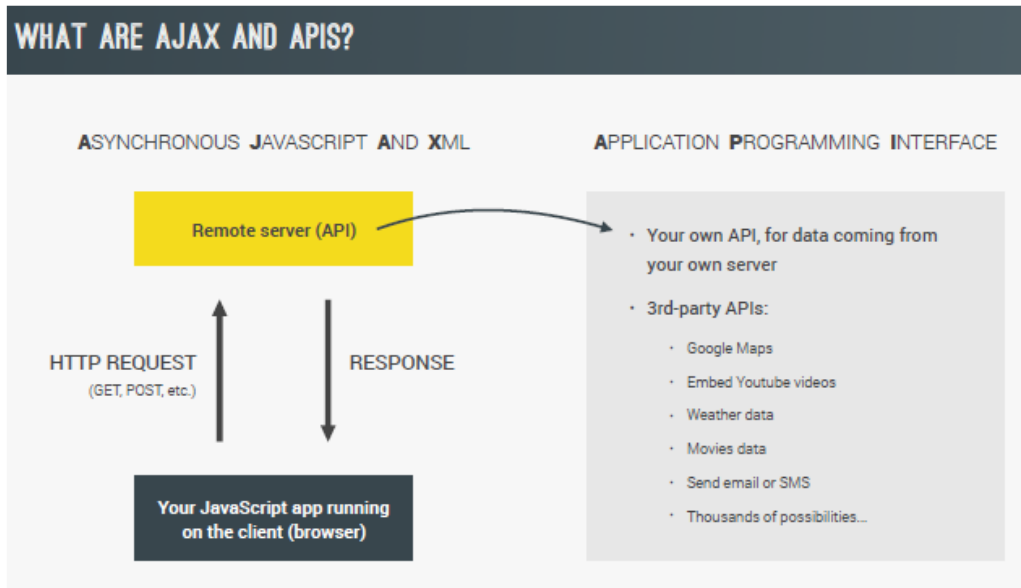 WHAT ARE AJAX AND APIS?
ASYNCHRONOUS JAVASCRIPT AND XML
Remote server (API)
HTTP REQUEST
(GET, POST, etc.)
RESPONSE
Your JavaScript app running
on the client (browser)
APPLICATION PROGRAMMING INTERFACE
· Your own API, for data coming from
your own server
· 3rd-party APIs:
· Google Maps
· Embed Youtube videos
· Weather data
· Movies data
· Send email or SMS
· Thousands of possibilities...